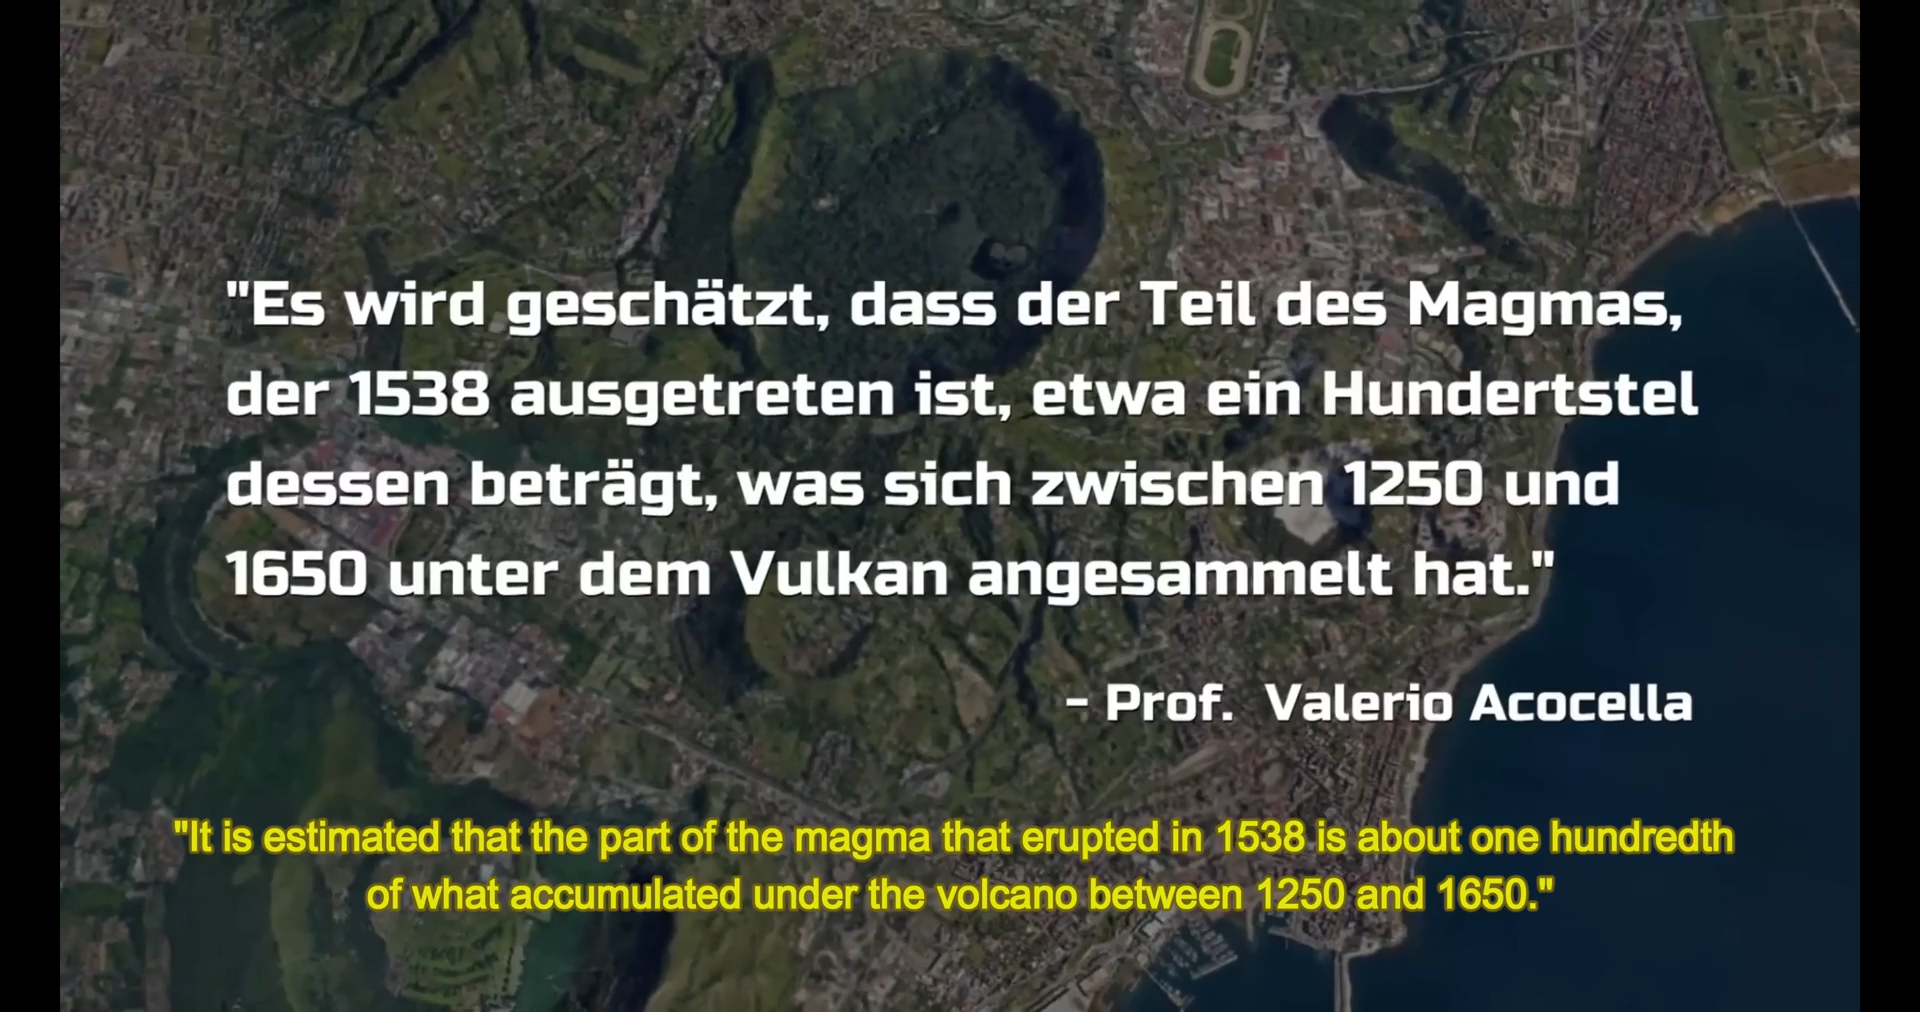 "Es wird geschätzt, dass der Teil des Magmas,
der 1538 ausgetreten ist, etwa ein Hundertstel
dessen beträgt, was sich zwischen 1250 und
1650 unter dem Vulkan angesammelt hat."
- Prof. Valerio Acocella
"It is estimated that the part of the magma that erupted in 1538 is about one hundredth
of what accumulated under the volcano between 1250 and 1650."